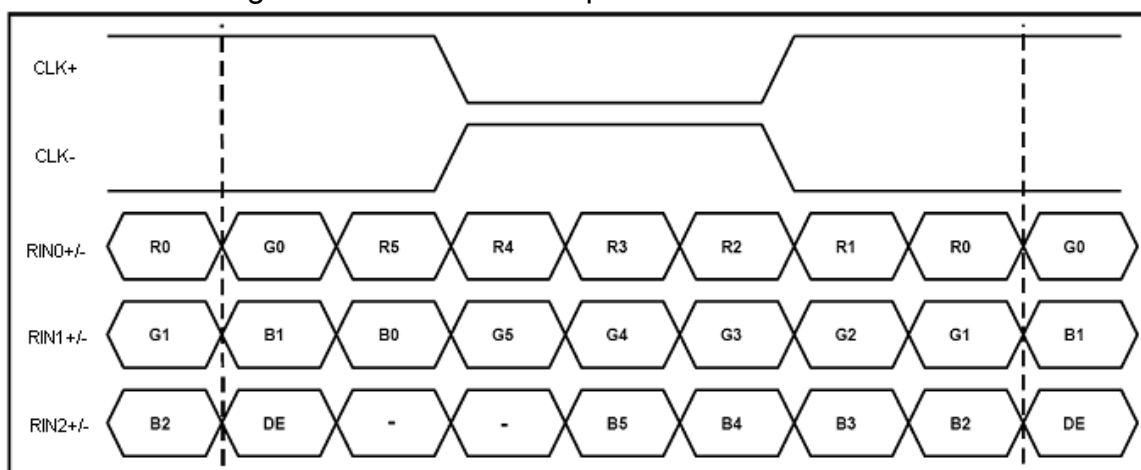 CLK+
CLK-
RIN0+/- R0 G0 R5 R4 R3 R2 R1 R0 G0
RIN1+/- G1 B1 B0 G5 G4 G3 G2 G1 B1
RIN2+/- B2 DE - - B5 B4 B3 B2 DE